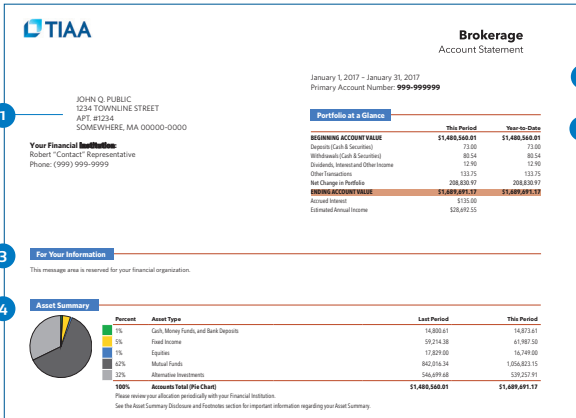 TIAA
Brokerage
Account Statement
January 1, 2017 – January 31, 2017
Primary Account Number: 999-999999
1
JOHN Q. PUBLIC
1234 TOWNLINE STREET
APT. #1234
SOMEWHERE, MA 00000-0000
Your Financial Institution:
Robert "Contact" Representative
Phone: (999) 999-9999
Portfolio at a Glance
This Period Year-to-Date
BEGINNING ACCOUNT VALUE $1,480,560.01 $1,480,560.01
Deposits (Cash & Securities) 73.00 73.00
Withdrawals (Cash & Securities) 80.54 80.54
Dividends, Interest and Other Income 12.90 12.90
Other Transactions 133.75 133.75
Net Change in Portfolio 208,830.97 208,830.97
ENDING ACCOUNT VALUE $1,689,691.17 $1,689,691.17
Accrued Interest $135.00
Estimated Annual Income $28,692.55
3
For Your Information
This message area is reserved for your financial organization.
4
Asset Summary
Percent Asset Type Last Period This Period
1% Cash, Money Funds, and Bank Deposits 14,800.61 14,873.61
5% Fixed Income 59,214.38 61,987.50
1% Equities 17,829.00 16,749.00
62% Mutual Funds 842,016.34 1,056,823.15
32% Alternative Investments 546,699.68 539,257.91
100% Accounts Total (Pie Chart) $1,480,560.01 $1,689,691.17
Please review your allocation periodically with your Financial Institution.
See the Asset Summary Disclosure and Footnotes section for important information regarding your Asset Summary.